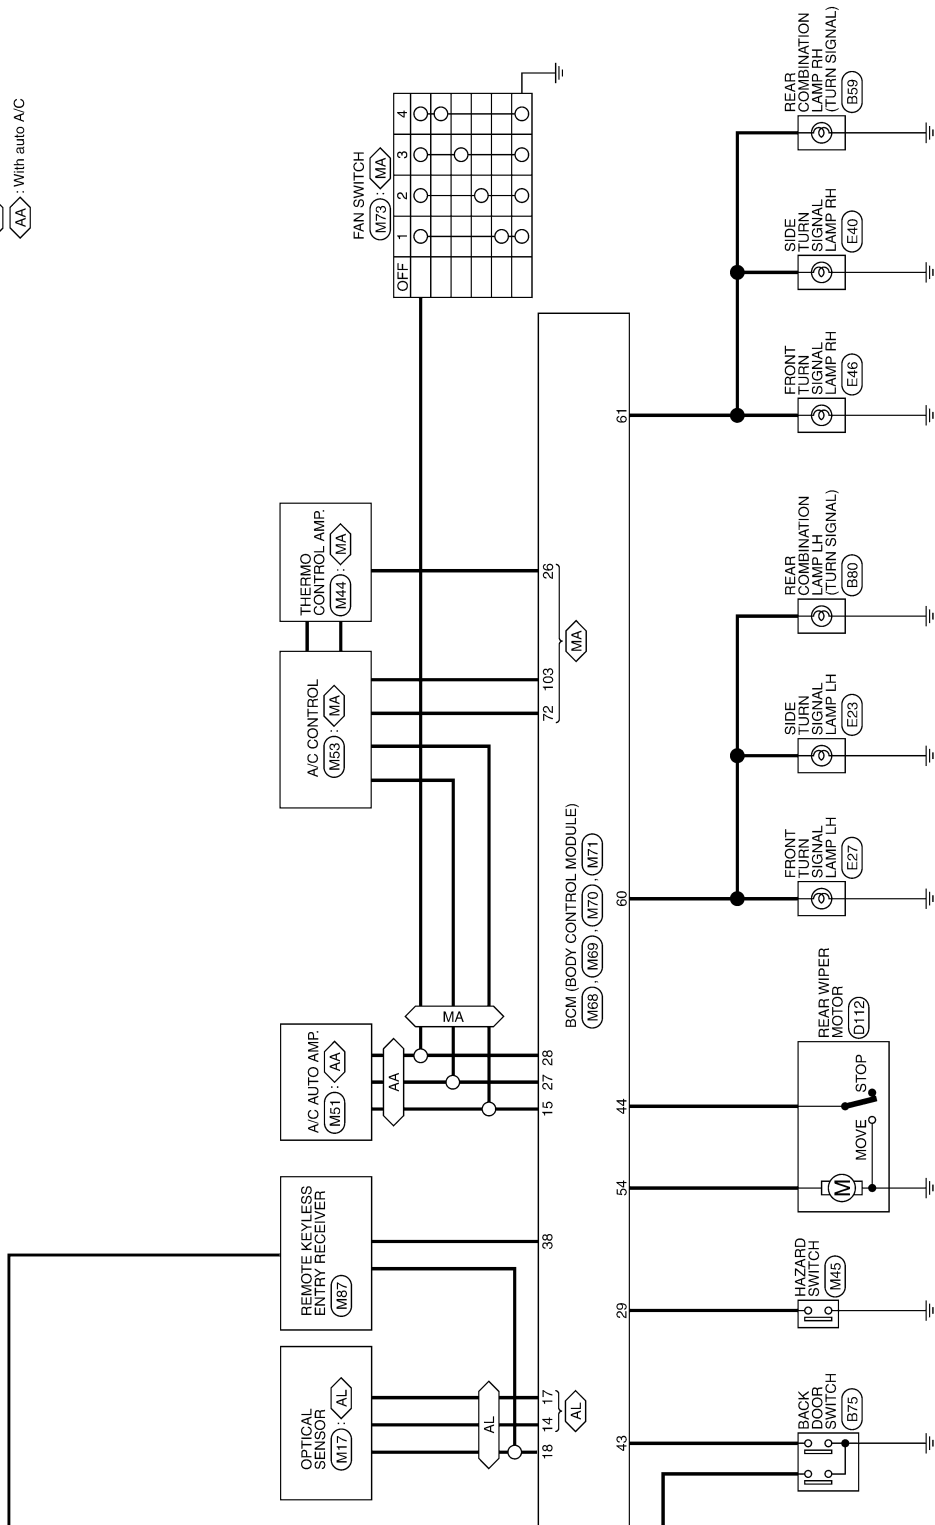 AA : With auto A/C
FAN SWITCH
M73 : MA
OFF 1 2 3 4
THERMO
CONTROL AMP.
M44 : MA
A/C CONTROL
M53 : MA
A/C AUTO AMP.
M51 : AA
REMOTE KEYLESS
ENTRY RECEIVER
M87
OPTICAL
SENSOR
M17 : AL
AL
AA
MA
18 14 17
AL
38
15 27 28
72 103 26
MA
BCM (BODY CONTROL MODULE)
M68 , M69 , M70 , M71
43 29 54 44 60 61
BACK
DOOR
SWITCH
B75
HAZARD
SWITCH
M45
REAR WIPER
MOTOR
D112
M
MOVE
STOP
FRONT
TURN
SIGNAL
LAMP LH
E27
SIDE
TURN
SIGNAL
LAMP LH
E23
REAR
COMBINATION
LAMP LH
(TURN SIGNAL)
B80
FRONT
TURN
SIGNAL
LAMP RH
E46
SIDE
TURN
SIGNAL
LAMP RH
E40
REAR
COMBINATION
LAMP RH
(TURN SIGNAL)
B59